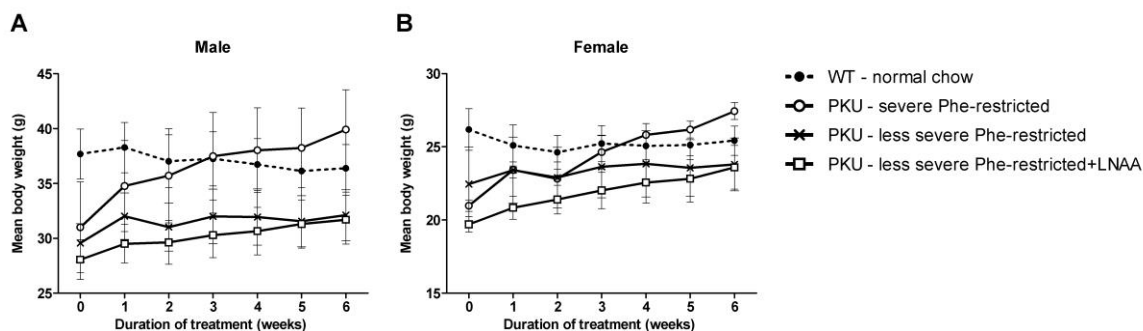 A
Male
Mean body weight (g)
45
40
35
30
25
0 1 2 3 4 5 6
Duration of treatment (weeks)
B
Female
Mean body weight (g)
30
25
20
15
0 1 2 3 4 5 6
Duration of treatment (weeks)
WT - normal chow
PKU - severe Phe-restricted
PKU - less severe Phe-restricted
PKU - less severe Phe-restricted+LNAA